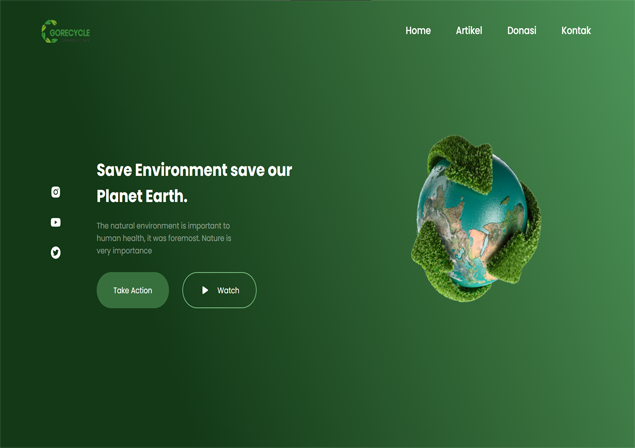 GORECYCLE
Home Artikel Donasi Kontak
Save Environment save our
Planet Earth.
The natural environment is important to
human health, it was foremost. Nature is
very importance
Take Action Watch